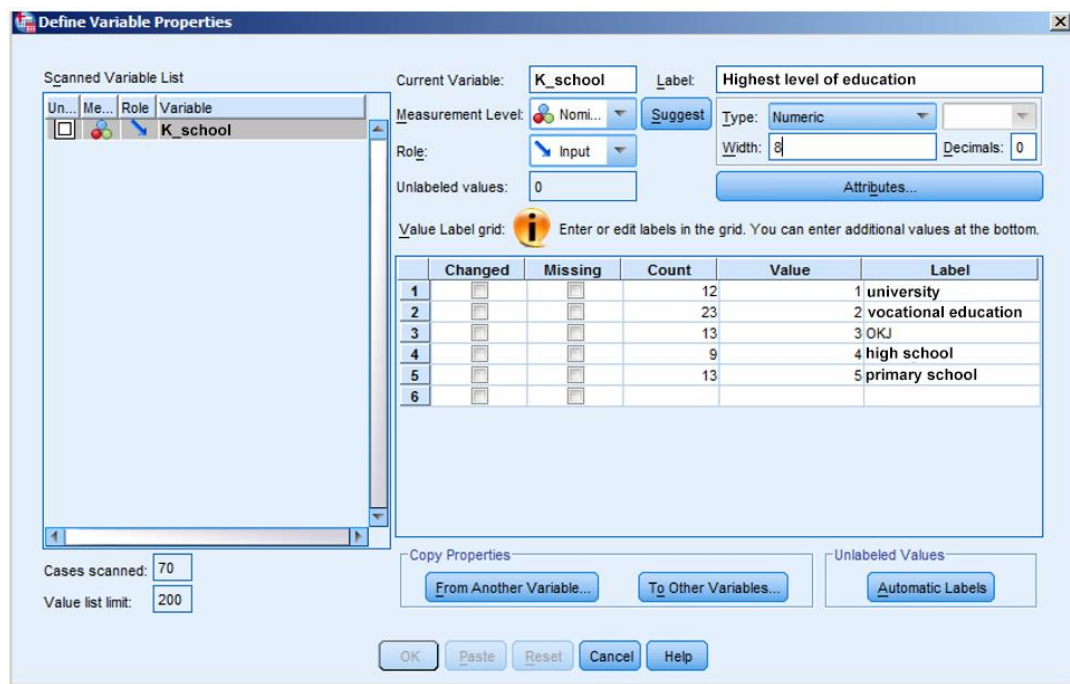 Define Variable Properties
Scanned Variable List
Un... Me... Role Variable
K_school
Cases scanned: 70
Value list limit: 200
Current Variable: K_school Label: Highest level of education
Measurement Level: Nomi... Suggest Type: Numeric
Role: Input Width: 8 Decimals: 0
Unlabeled values: 0 Attributes...
Value Label grid: i Enter or edit labels in the grid. You can enter additional values at the bottom.
Changed Missing Count Value Label
1 12 1 university
2 23 2 vocational education
3 13 3 OKJ
4 9 4 high school
5 13 5 primary school
6
Copy Properties
From Another Variable... To Other Variables...
Unlabeled Values
Automatic Labels
OK Paste Reset Cancel Help